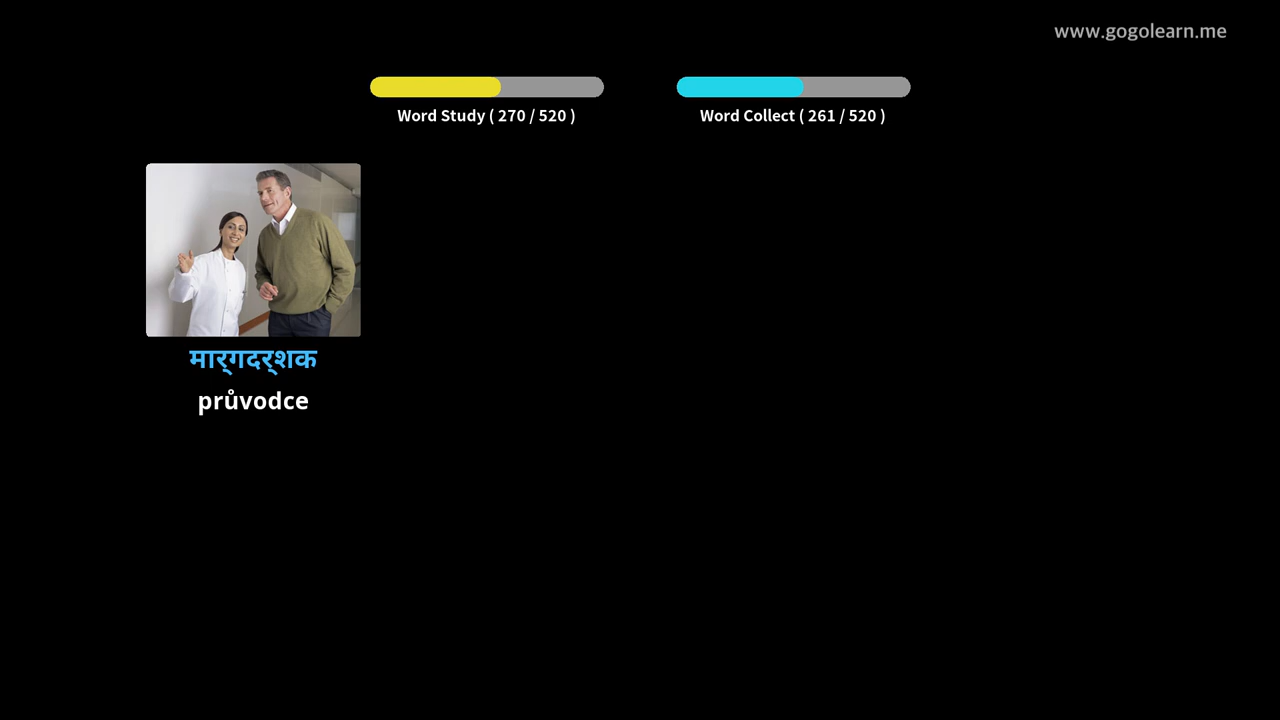 www.gogolearn.me
Word Study ( 270 / 520 )
Word Collect ( 261 / 520 )
मार्गदर्शक
průvodce